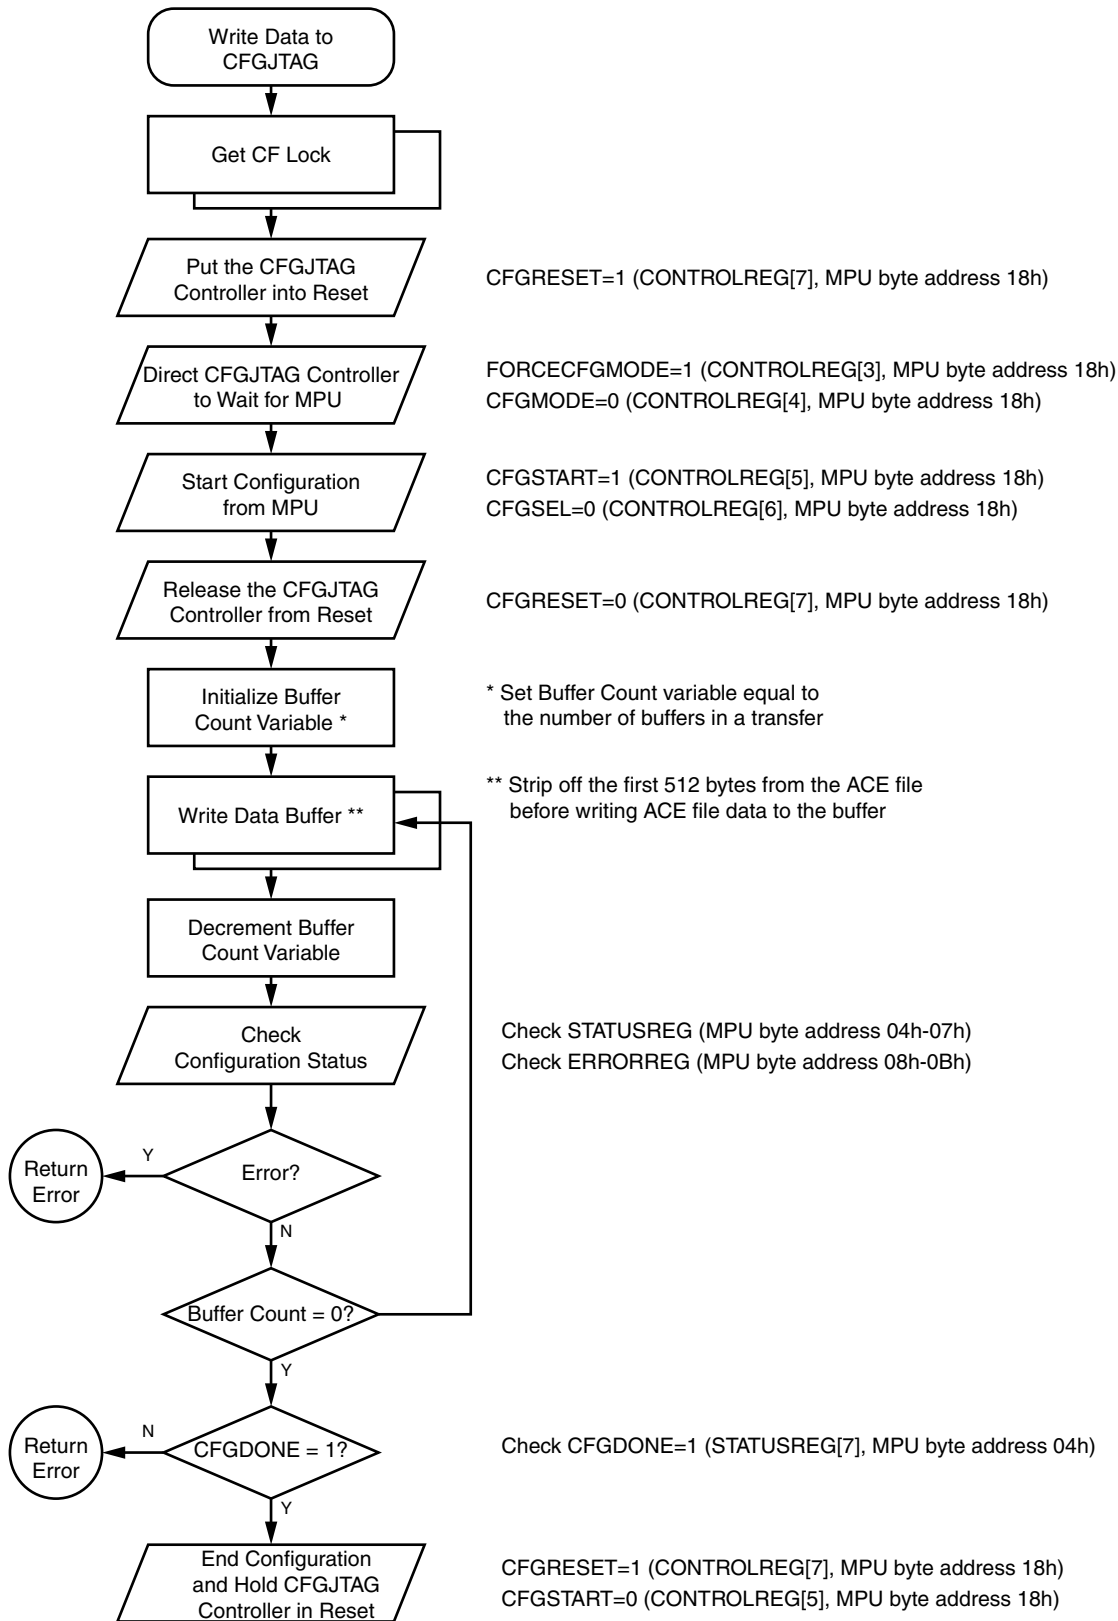 Write Data to
CFGJTAG
Get CF Lock
Put the CFGJTAG
Controller into Reset
CFGRESET=1 (CONTROLREG[7], MPU byte address 18h)
Direct CFGJTAG Controller
to Wait for MPU
FORCECFGMODE=1 (CONTROLREG[3], MPU byte address 18h)
CFGMODE=0 (CONTROLREG[4], MPU byte address 18h)
Start Configuration
from MPU
CFGSTART=1 (CONTROLREG[5], MPU byte address 18h)
CFGSEL=0 (CONTROLREG[6], MPU byte address 18h)
Release the CFGJTAG
Controller from Reset
CFGRESET=0 (CONTROLREG[7], MPU byte address 18h)
Initialize Buffer
Count Variable *
* Set Buffer Count variable equal to
the number of buffers in a transfer
Write Data Buffer **
** Strip off the first 512 bytes from the ACE file
before writing ACE file data to the buffer
Decrement Buffer
Count Variable
Check
Configuration Status
Check STATUSREG (MPU byte address 04h-07h)
Check ERRORREG (MPU byte address 08h-0Bh)
Return
Error
Y
Error?
N
Buffer Count = 0?
Y
Return
Error
N
CFGDONE = 1?
Check CFGDONE=1 (STATUSREG[7], MPU byte address 04h)
Y
End Configuration
and Hold CFGJTAG
Controller in Reset
CFGRESET=1 (CONTROLREG[7], MPU byte address 18h)
CFGSTART=0 (CONTROLREG[5], MPU byte address 18h)